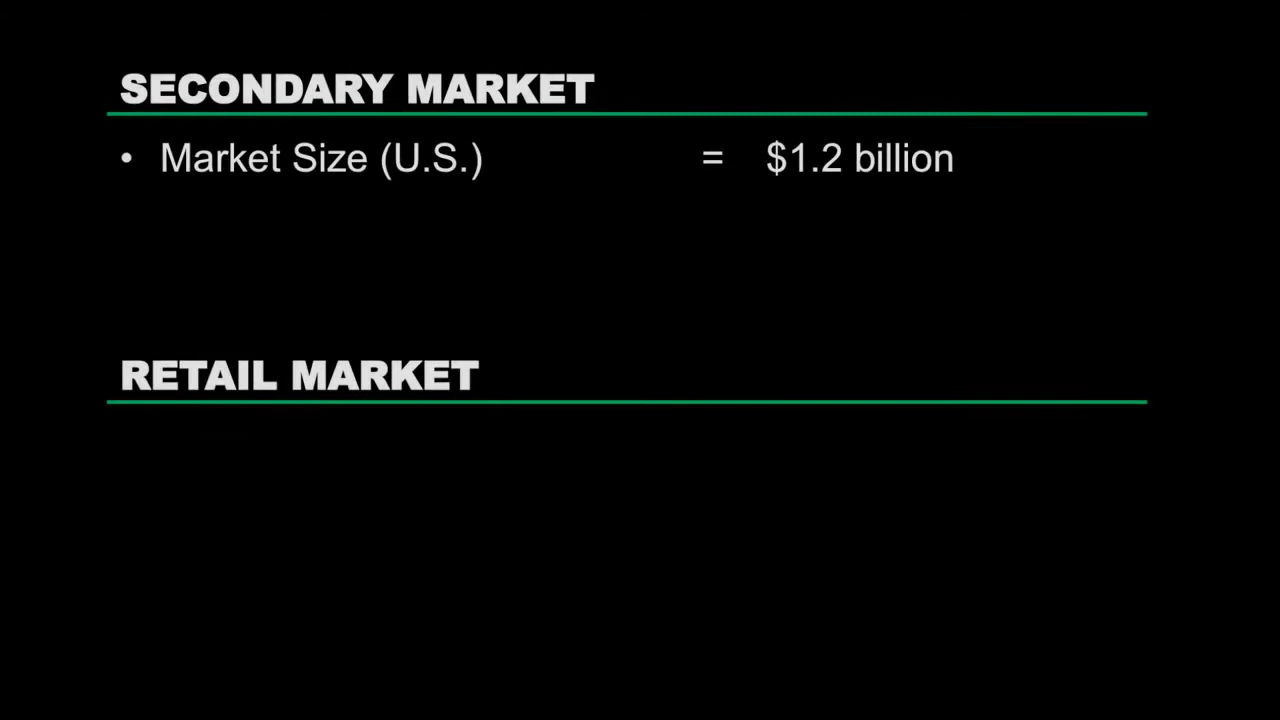 SECONDARY MARKET
• Market Size (U.S.) = $1.2 billion
RETAIL MARKET